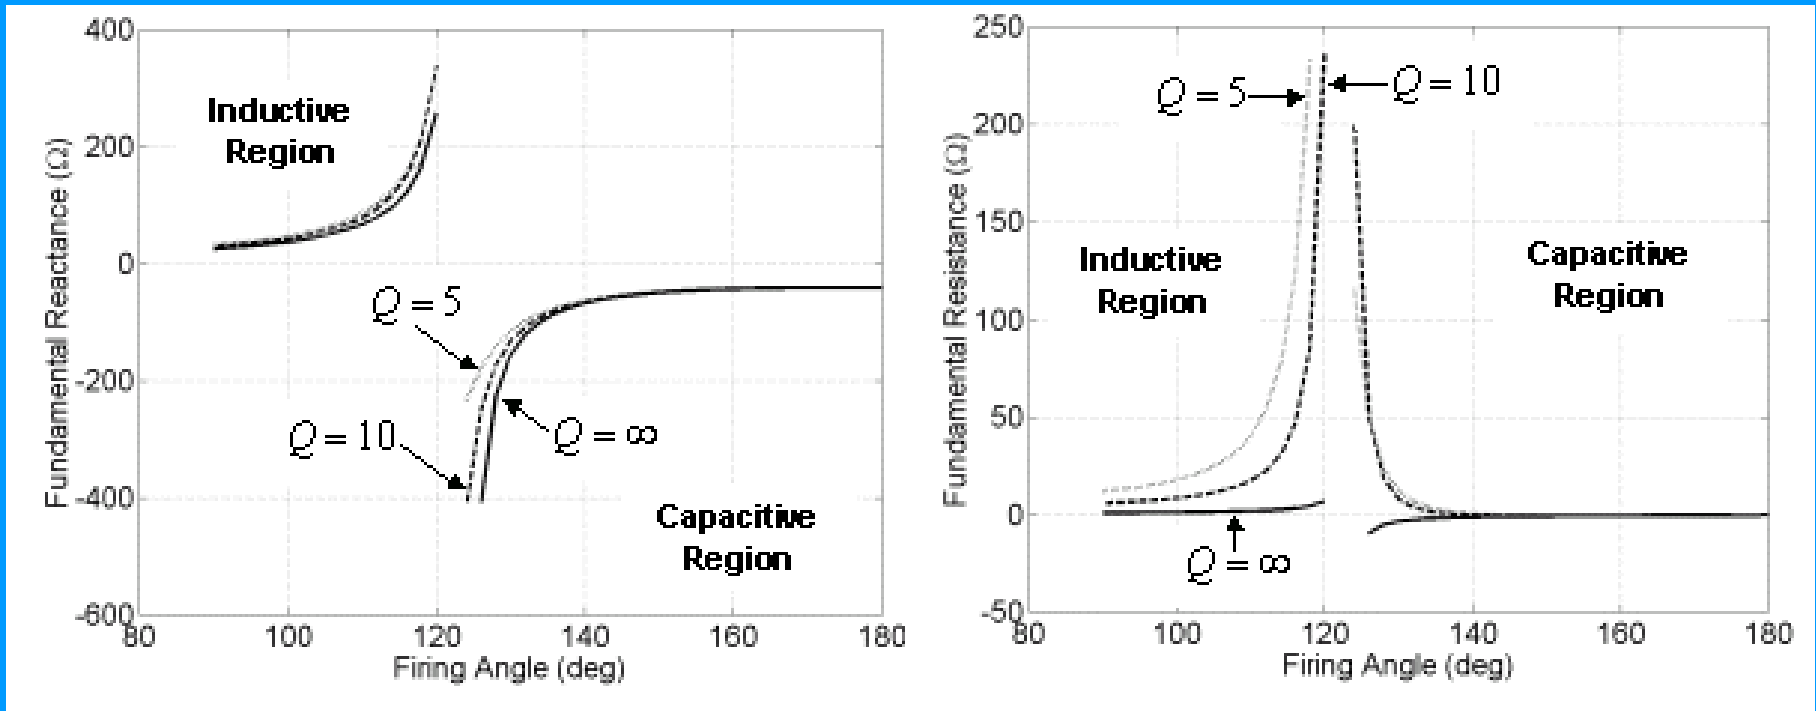 400
200
0
-200
-400
-600
80
100
120
140
160
180
Fundamental Reactance (Ω)
Firing Angle (deg)
Inductive
Region
Q = 5
Q = 10
Q = ∞
Capacitive
Region
250
200
150
100
50
0
-50
80
100
120
140
160
180
Fundamental Resistance (Ω)
Firing Angle (deg)
Q = 5
Q = 10
Inductive
Region
Capacitive
Region
Q = ∞